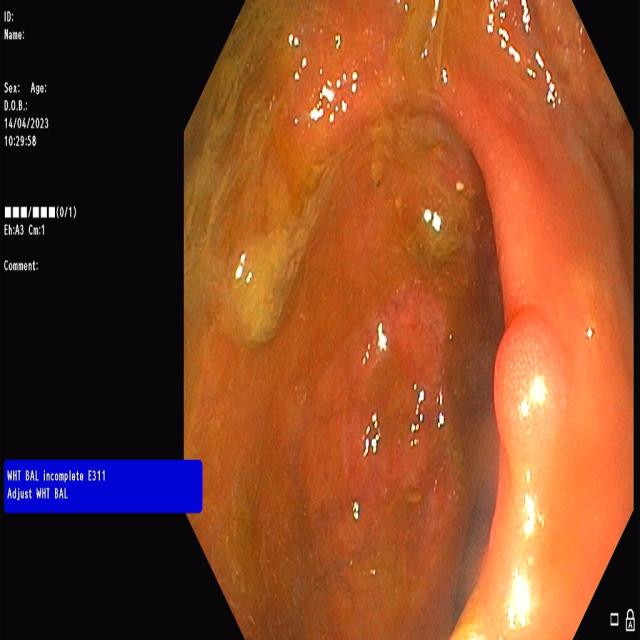 ID:
Name:
Sex: Age:
D.O.B.:
14/04/2023
10:29:58
■■■/■■■(0/1)
Eh:A3 Cm:1
Comment:
WHT BAL incomplete E311
Adjust WHT BAL
A